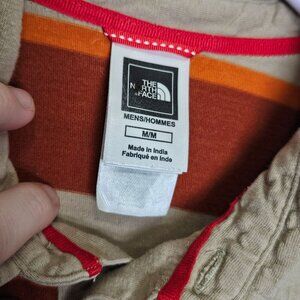 THE
NORTH
FACE
MENS/HOMMES
M/M
Made in India
Fabriqué en Inde